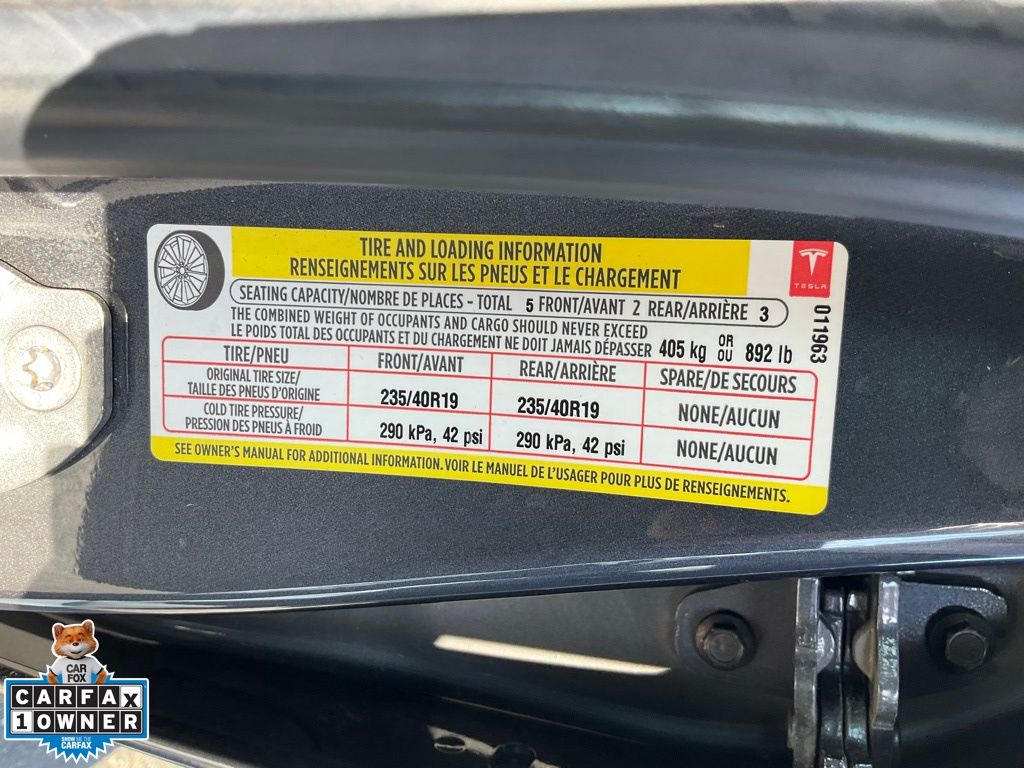 TIRE AND LOADING INFORMATION
RENSEIGNEMENTS SUR LES PNEUS ET LE CHARGEMENT
TESLA
SEATING CAPACITY/NOMBRE DE PLACES - TOTAL 5 FRONT/AVANT 2 REAR/ARRIÈRE 3
THE COMBINED WEIGHT OF OCCUPANTS AND CARGO SHOULD NEVER EXCEED
LE POIDS TOTAL DES OCCUPANTS ET DU CHARGEMENT NE DOIT JAMAIS DÉPASSER 405 kg OR OU 892 lb
011963
TIRE/PNEU FRONT/AVANT REAR/ARRIÈRE SPARE/DE SECOURS
ORIGINAL TIRE SIZE/
TAILLE DES PNEUS D'ORIGINE 235/40R19 235/40R19 NONE/AUCUN
COLD TIRE PRESSURE/
PRESSION DES PNEUS À FROID 290 kPa, 42 psi 290 kPa, 42 psi NONE/AUCUN
SEE OWNER'S MANUAL FOR ADDITIONAL INFORMATION. VOIR LE MANUEL DE L'USAGER POUR PLUS DE RENSEIGNEMENTS.
CAR
FOX
CARFAX
1 OWNER
SHOW ME THE
CARFAX